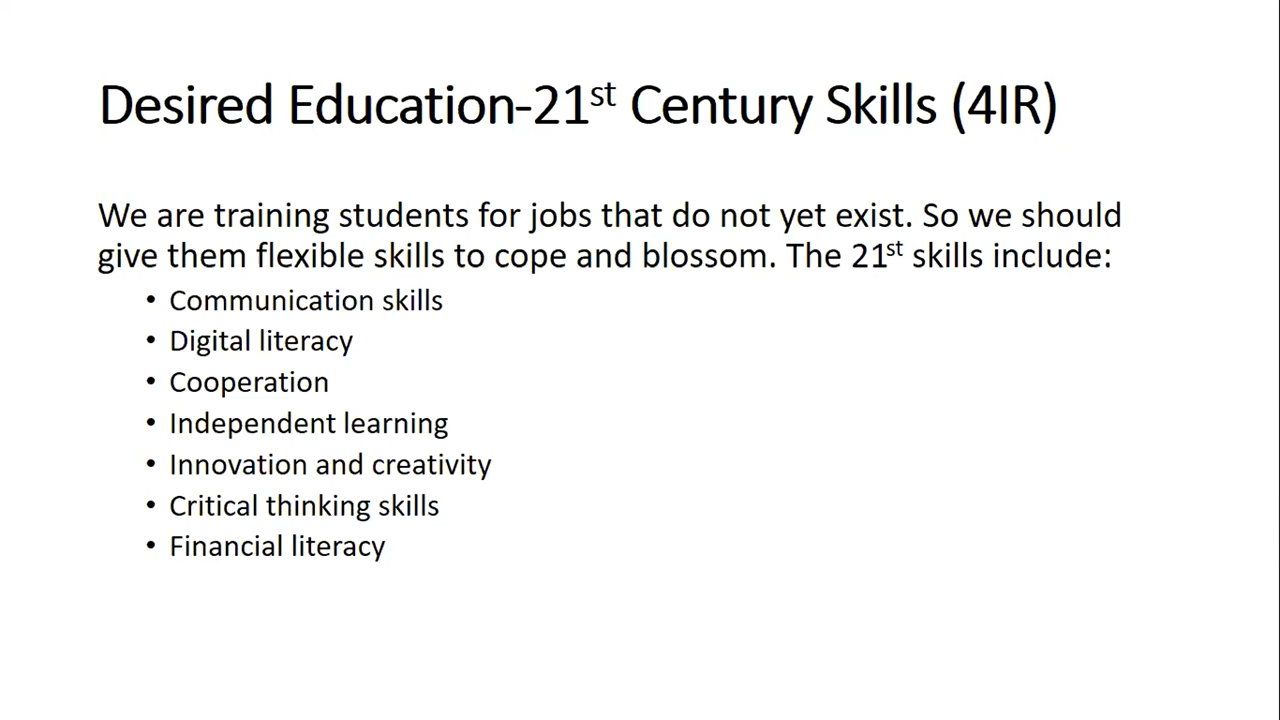 Desired Education-21st Century Skills (4IR)
We are training students for jobs that do not yet exist. So we should
give them flexible skills to cope and blossom. The 21st skills include:
• Communication skills
• Digital literacy
• Cooperation
• Independent learning
• Innovation and creativity
• Critical thinking skills
• Financial literacy